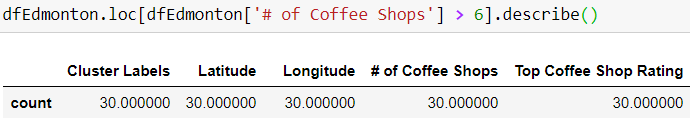 dfEdmonton.loc[dfEdmonton['# of Coffee Shops'] > 6].describe()
Cluster Labels Latitude Longitude # of Coffee Shops Top Coffee Shop Rating
count 30.000000 30.000000 30.000000 30.000000 30.000000